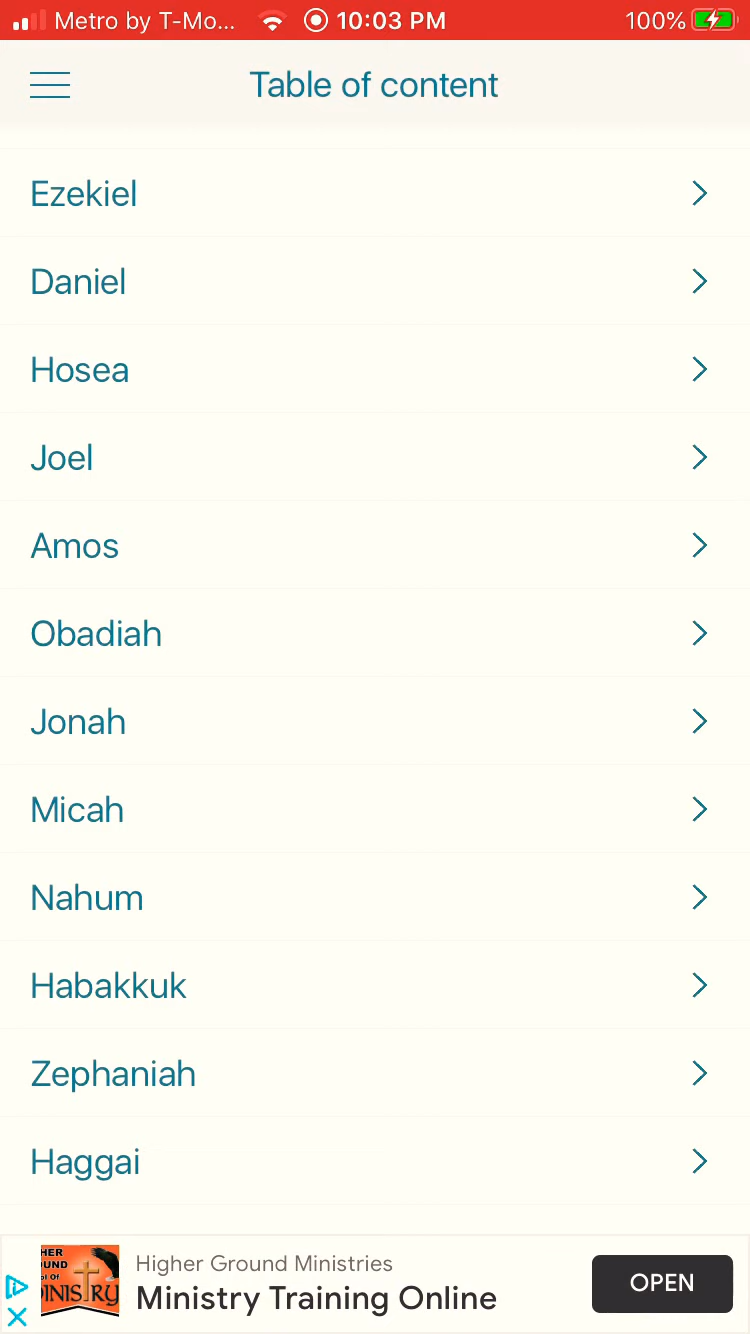 Metro by T-Mo... 10:03 PM 100%
Table of content
Ezekiel
Daniel
Hosea
Joel
Amos
Obadiah
Jonah
Micah
Nahum
Habakkuk
Zephaniah
Haggai
Higher Ground Ministries
Ministry Training Online
OPEN